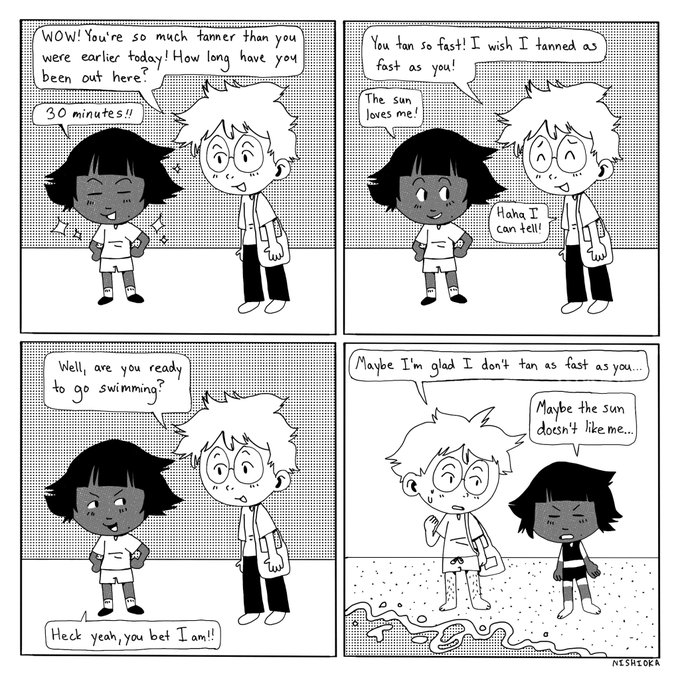 WOW! You're so much tanner than you
were earlier today! How long have you
been out here?
30 minutes!!
You tan so fast! I wish I tanned as
fast as you!
The sun
loves me!
Haha I
can tell!
Well, are you ready
to go swimming?
Heck yeah, you bet I am!!
Maybe I'm glad I don't tan as fast as you...
Maybe the sun
doesn't like me...
NISHIOKA